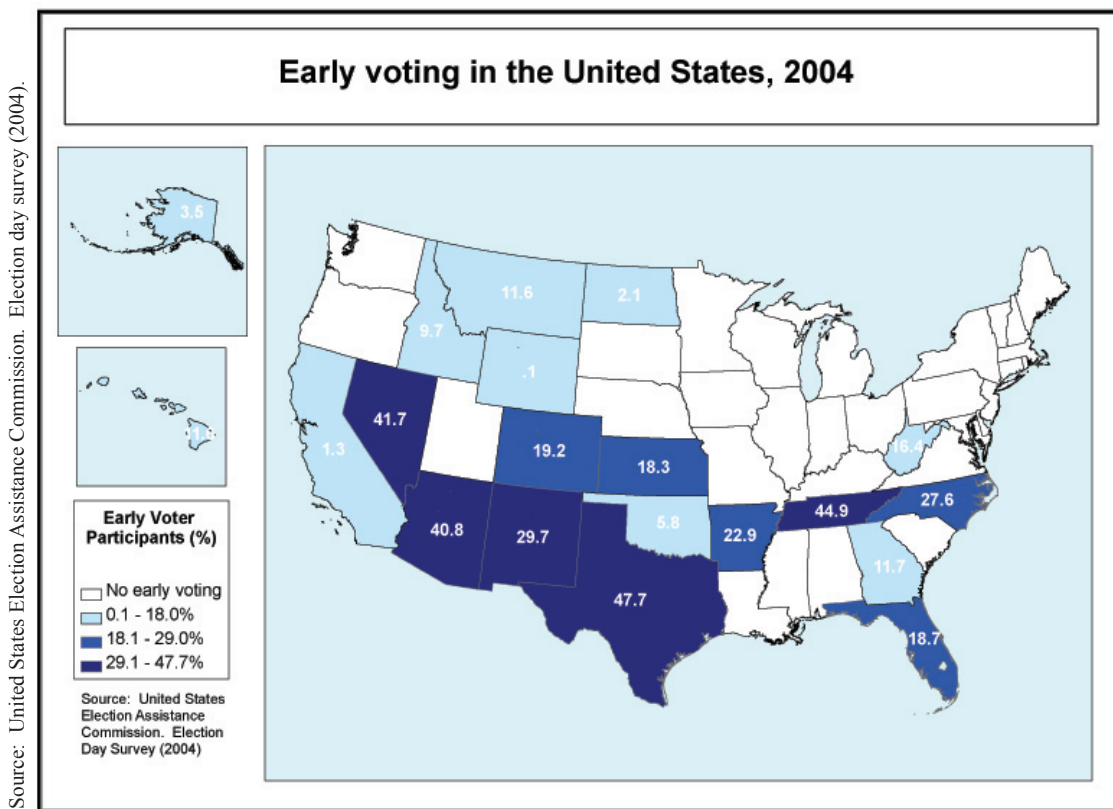 Source:  United States Election Assistance Commission.  Election day survey (2004).
Early voting in the United States, 2004
3.5
11.6
2.1
9.7
.1
41.7
1.3
19.2
18.3
16.4
27.6
44.9
40.8
29.7
5.8
22.9
11.7
47.7
18.7
Early Voter
Participants (%)
No early voting
0.1 - 18.0%
18.1 - 29.0%
29.1 - 47.7%
Source:  United States
Election Assistance
Commission.  Election
Day Survey (2004)